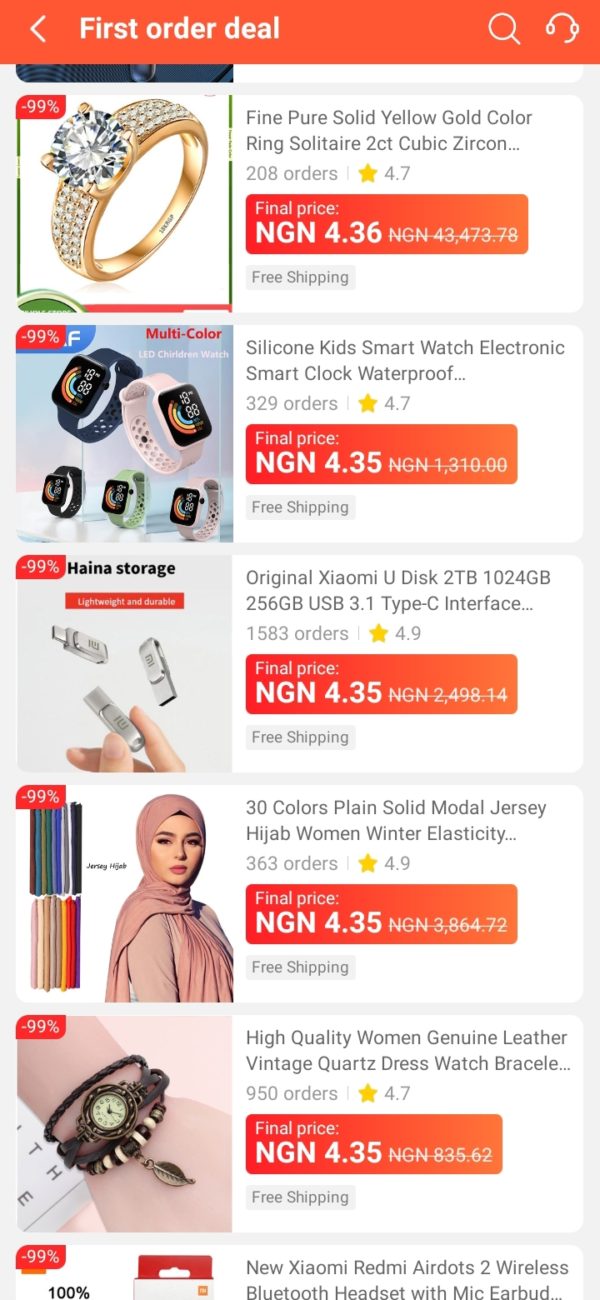 First order deal
-99%
Fine Pure Solid Yellow Gold Color
Ring Solitaire 2ct Cubic Zircon...
208 orders
4.7
Final price:
NGN 4.36 NGN 43,473.78
Free Shipping
-99%
Multi-Color
LED Chirldren Watch
Silicone Kids Smart Watch Electronic
Smart Clock Waterproof...
329 orders
4.7
Final price:
NGN 4.35 NGN 1,310.00
Free Shipping
-99%
Haina storage
Lightweight and durable
Original Xiaomi U Disk 2TB 1024GB
256GB USB 3.1 Type-C Interface...
1583 orders
4.9
Final price:
NGN 4.35 NGN 2,498.14
Free Shipping
-99%
Jersey Hijab
30 Colors Plain Solid Modal Jersey
Hijab Women Winter Elasticity...
363 orders
4.9
Final price:
NGN 4.35 NGN 3,864.72
Free Shipping
-99%
High Quality Women Genuine Leather
Vintage Quartz Dress Watch Bracele...
950 orders
4.7
Final price:
NGN 4.35 NGN 835.62
Free Shipping
-99%
100%
New Xiaomi Redmi Airdots 2 Wireless
Bluetooth Headset with Mic Earbud...